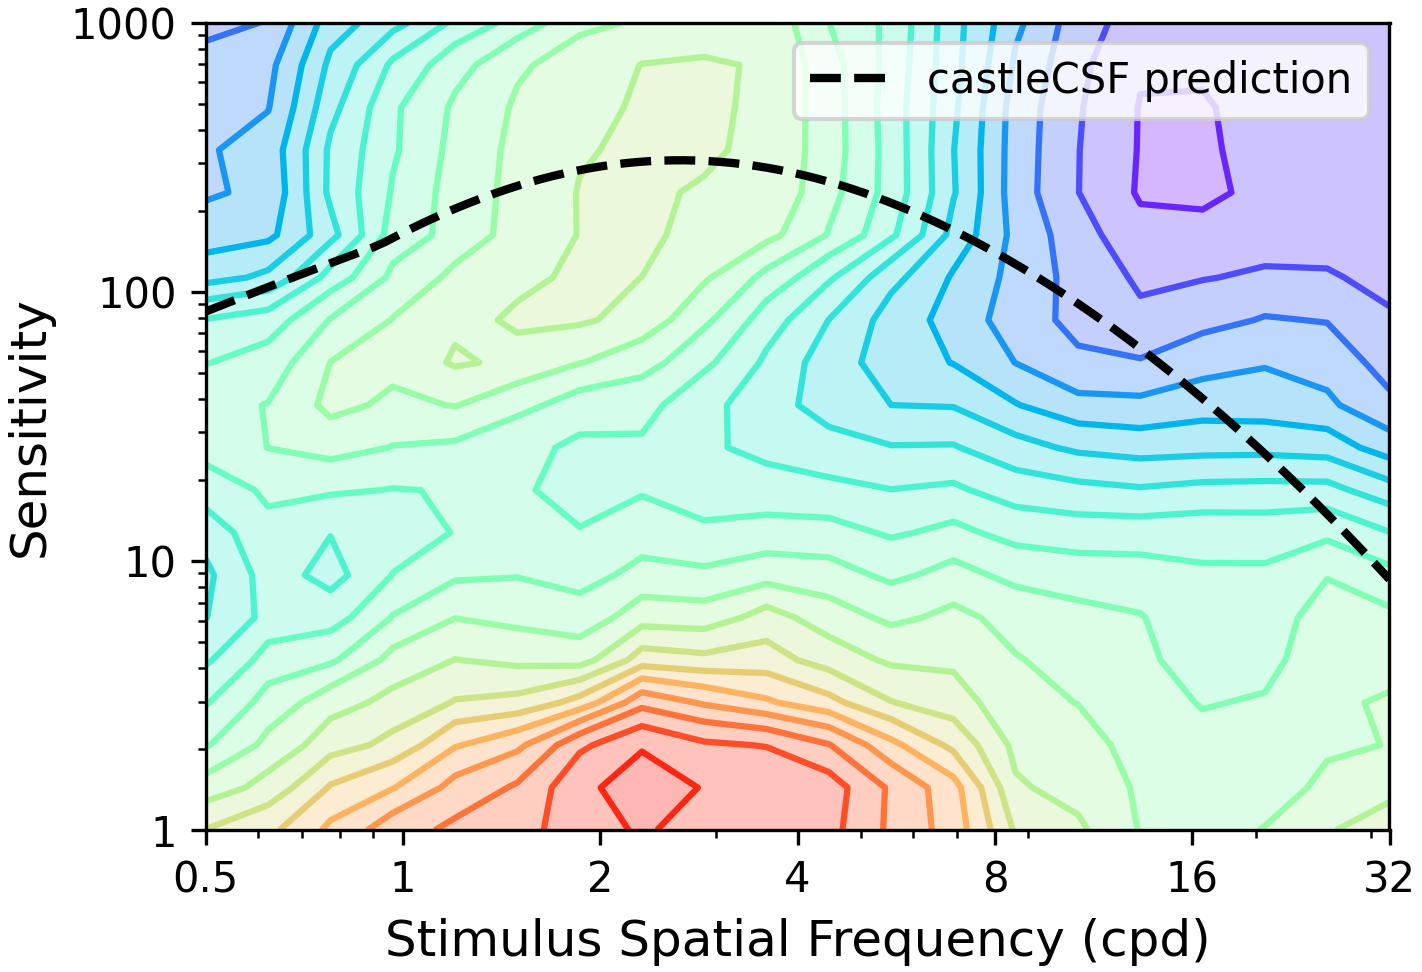 1000
castleCSF prediction
100
Sensitivity
10
1
0.5 1 2 4 8 16 32
Stimulus Spatial Frequency (cpd)